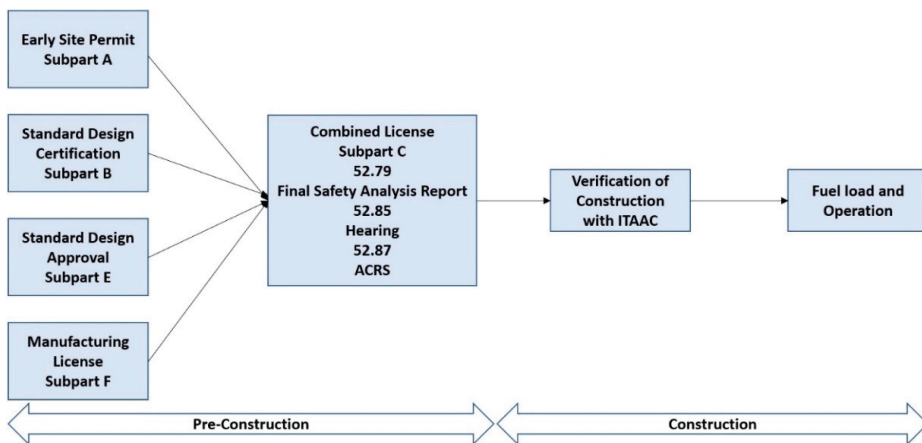 Early Site Permit
Subpart A
Standard Design
Certification
Subpart B
Standard Design
Approval
Subpart E
Manufacturing
License
Subpart F
Combined License
Subpart C
52.79
Final Safety Analysis Report
52.85
Hearing
52.87
ACRS
Verification of
Construction
with ITAAC
Fuel load and
Operation
Pre-Construction
Construction